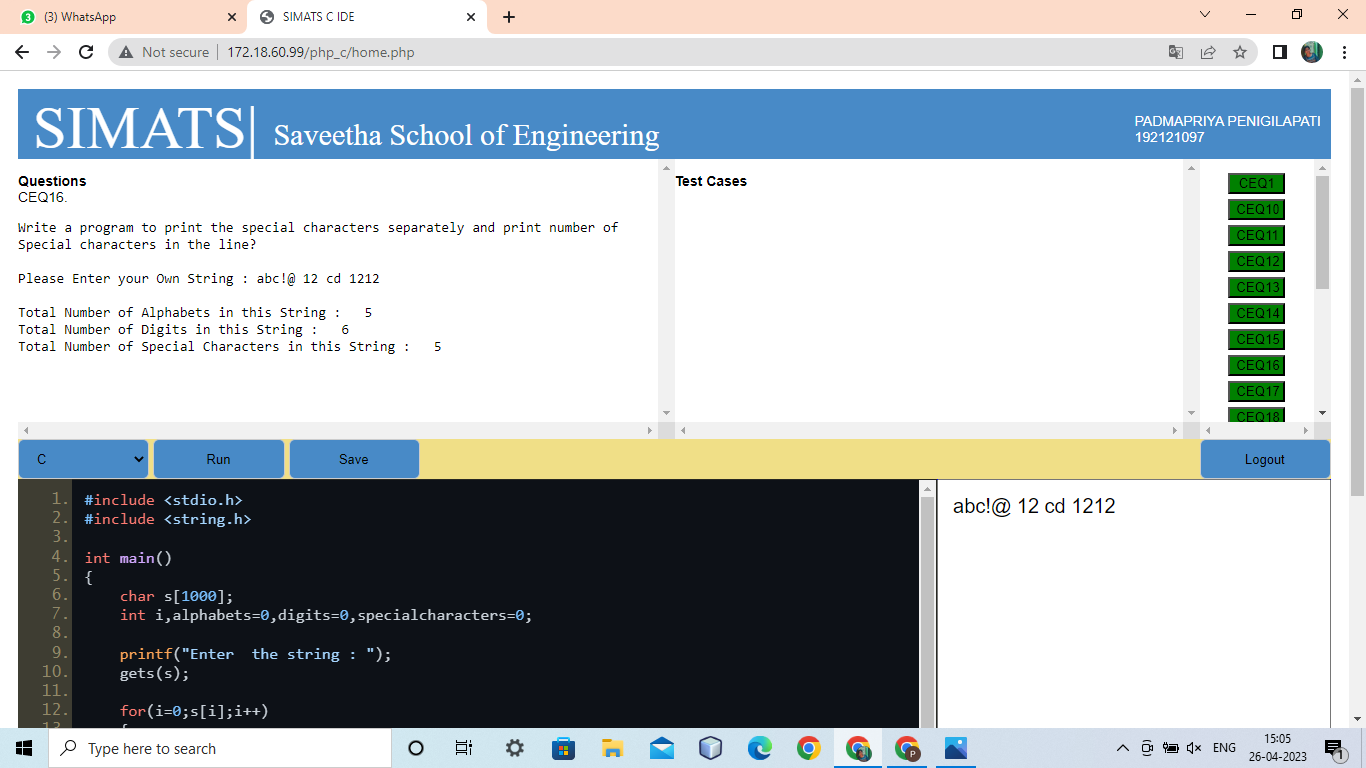 (3) WhatsApp
SIMATS C IDE
Not secure
172.18.60.99/php_c/home.php
SIMATS| Saveetha School of Engineering
PADMAPRIYA PENIGILAPATI
192121097
Questions
CEQ16.
Write a program to print the special characters separately and print number of
Special characters in the line?
Please Enter your Own String : abc!@ 12 cd 1212
Total Number of Alphabets in this String :   5
Total Number of Digits in this String :   6
Total Number of Special Characters in this String :   5
Test Cases
CEQ1
CEQ10
CEQ11
CEQ12
CEQ13
CEQ14
CEQ15
CEQ16
CEQ17
CEQ18
C
Run
Save
Logout
1. #include <stdio.h>
2. #include <string.h>
3.
4. int main()
5. {
6. char s[1000];
7. int i,alphabets=0,digits=0,specialcharacters=0;
8.
9. printf("Enter  the string : ");
10. gets(s);
11.
12. for(i=0;s[i];i++)
13. {
abc!@ 12 cd 1212
Type here to search
P
ENG
15:05
26-04-2023
1